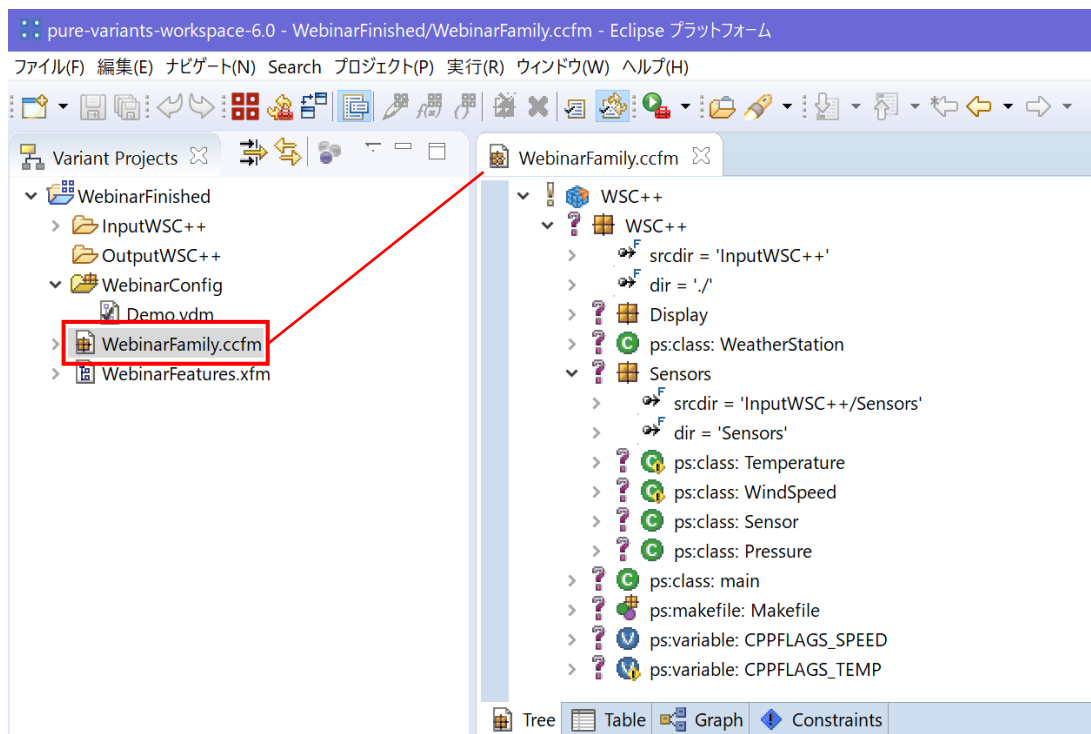 pure-variants-workspace-6.0 - WebinarFinished/WebinarFamily.ccfm - Eclipse プラットフォーム
ファイル(F) 編集(E) ナビゲート(N) Search プロジェクト(P) 実行(R) ウィンドウ(W) ヘルプ(H)
Variant Projects
WebinarFinished
InputWSC++
OutputWSC++
WebinarConfig
Demo.vdm
WebinarFamily.ccfm
WebinarFeatures.xfm
WebinarFamily.ccfm
WSC++
WSC++
srcdir = 'InputWSC++'
dir = './'
Display
ps:class: WeatherStation
Sensors
srcdir = 'InputWSC++/Sensors'
dir = 'Sensors'
ps:class: Temperature
ps:class: WindSpeed
ps:class: Sensor
ps:class: Pressure
ps:class: main
ps:makefile: Makefile
ps:variable: CPPFLAGS_SPEED
ps:variable: CPPFLAGS_TEMP
Tree Table Graph Constraints